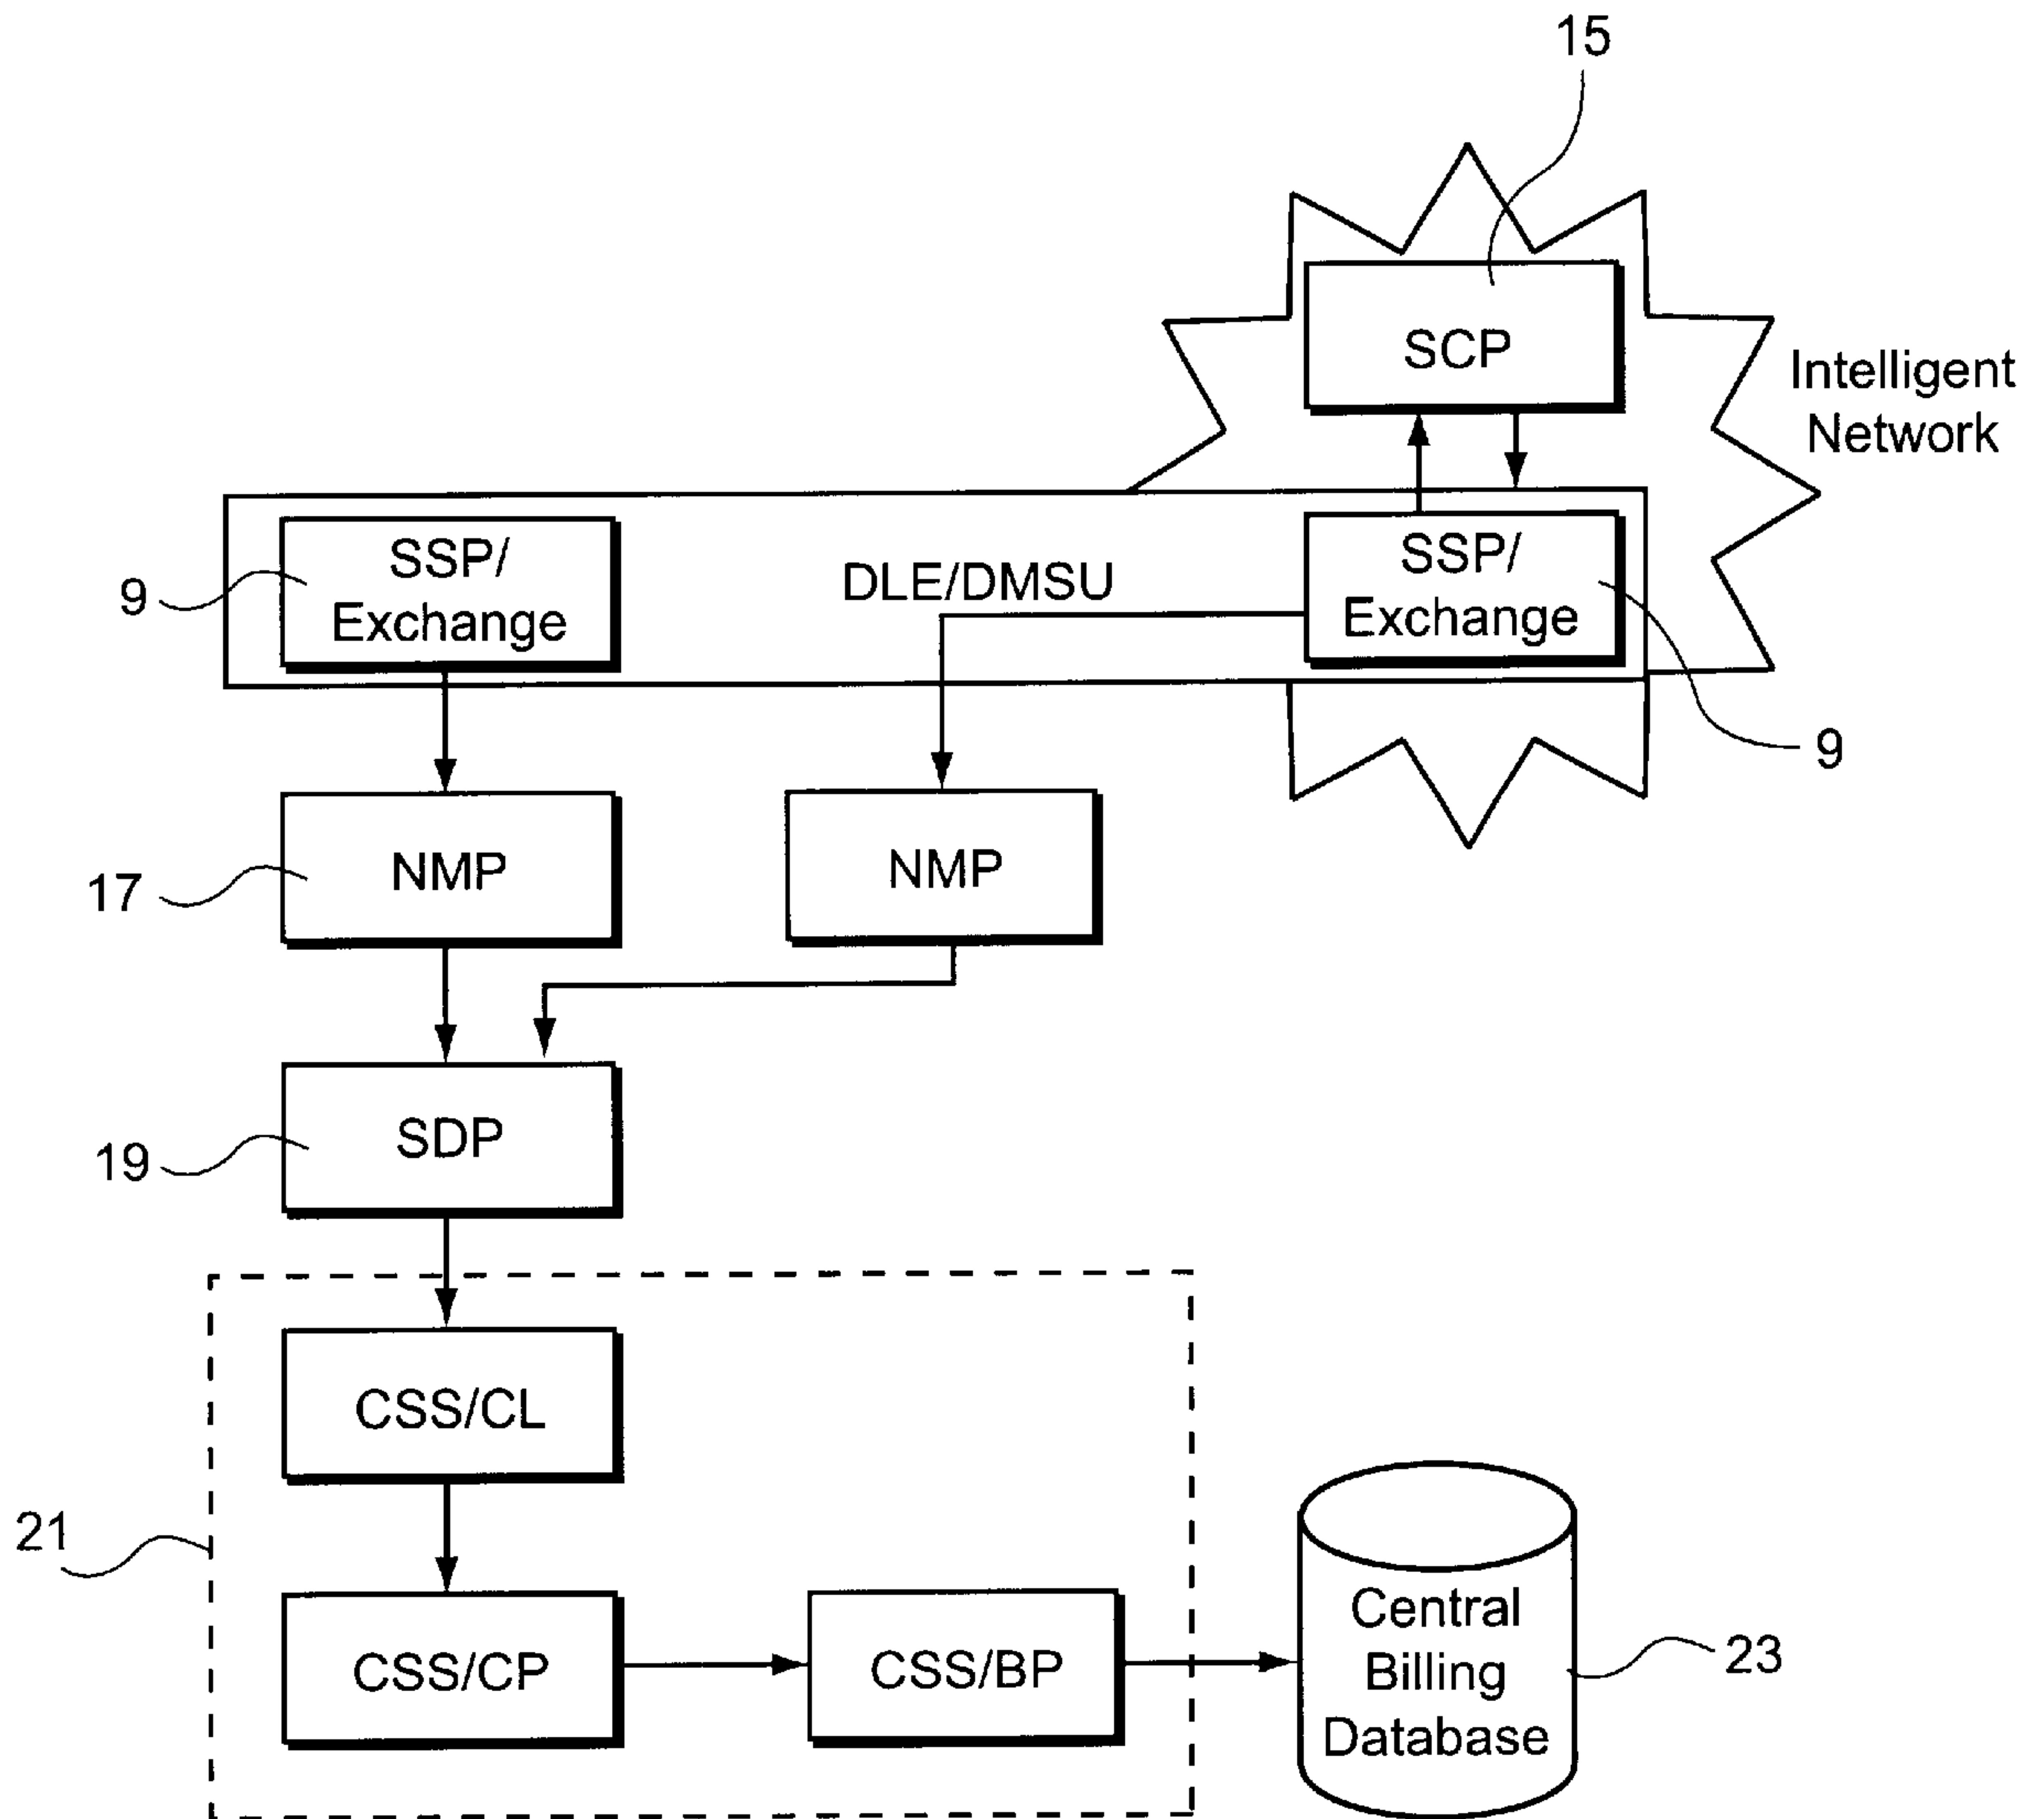 15
SCP
Intelligent
Network
9
SSP/
Exchange
DLE/DMSU
SSP/
Exchange
9
17
NMP
NMP
19
SDP
CSS/CL
21
CSS/CP
CSS/BP
Central
Billing
Database
23